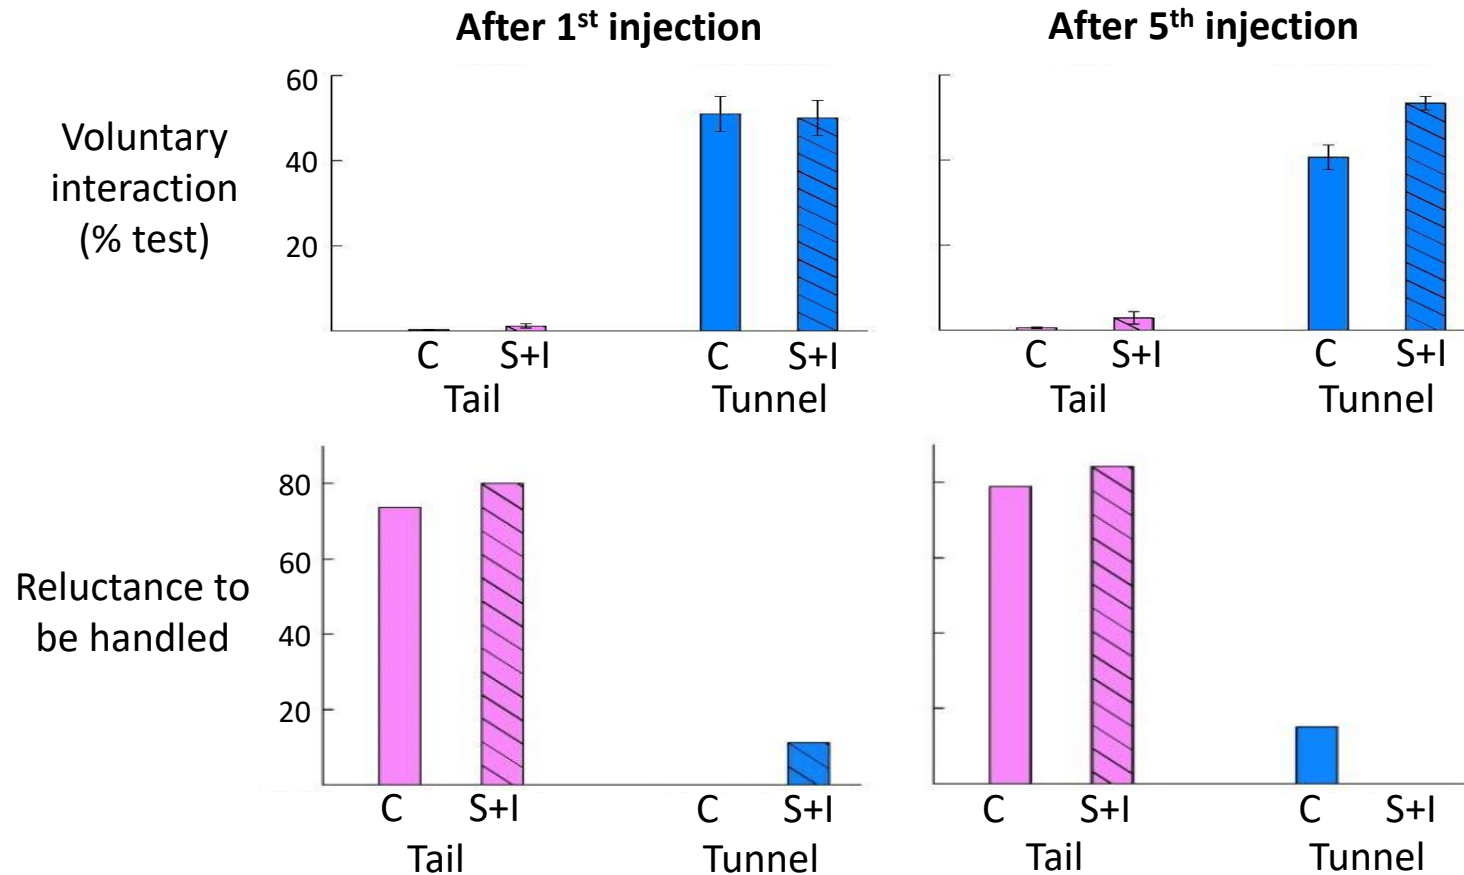 After 1st injection
After 5th injection
Voluntary
interaction
(% test)
60
40
20
C S+I C S+I
Tail Tunnel
C S+I C S+I
Tail Tunnel
Reluctance to
be handled
80
60
40
20
C S+I C S+I
Tail Tunnel
C S+I C S+I
Tail Tunnel